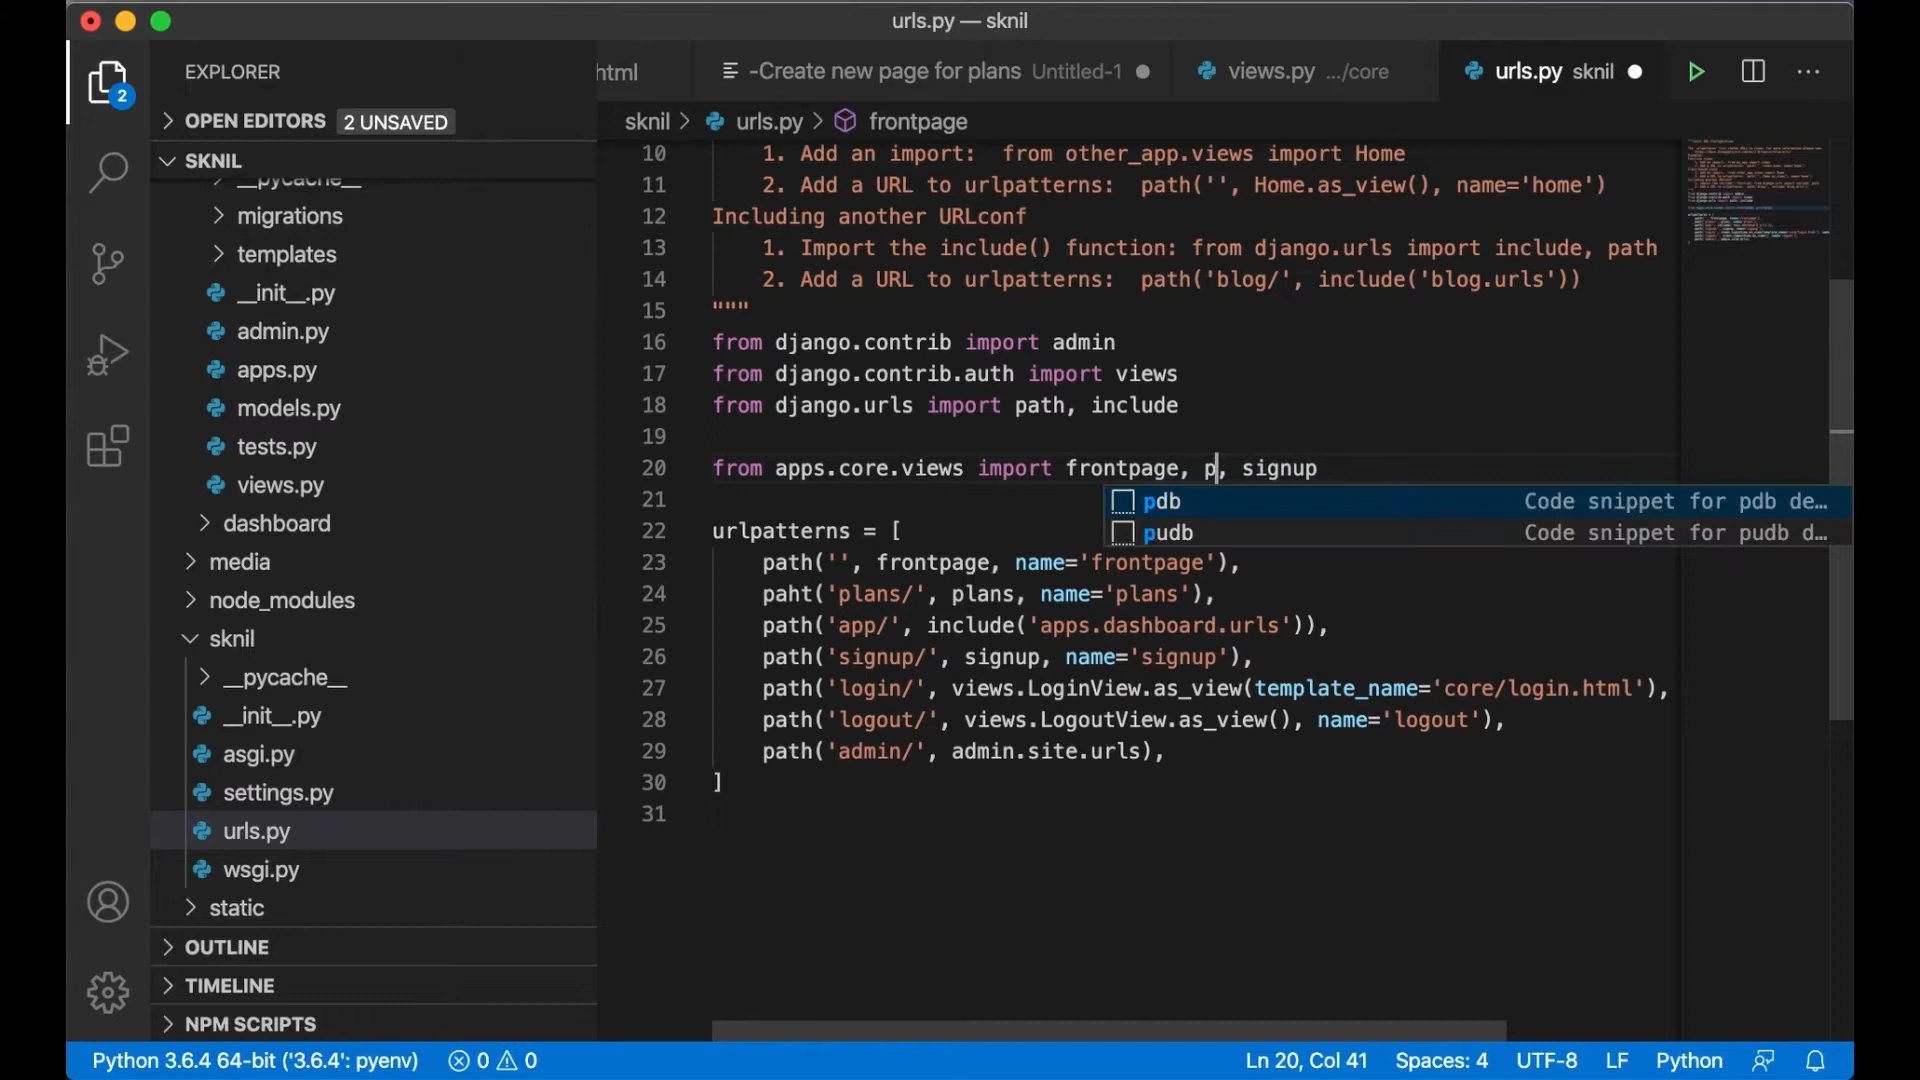 urls.py — sknil
EXPLORER
html
-Create new page for plans Untitled-1
views.py .../core
urls.py sknil
2
OPEN EDITORS 2 UNSAVED
sknil > urls.py > frontpage
SKNIL
__pycache__
migrations
templates
__init__.py
admin.py
apps.py
models.py
tests.py
views.py
dashboard
media
node_modules
sknil
__pycache__
__init__.py
asgi.py
settings.py
urls.py
wsgi.py
static
OUTLINE
TIMELINE
NPM SCRIPTS
10 1. Add an import: from other_app.views import Home
11 2. Add a URL to urlpatterns: path('', Home.as_view(), name='home')
12 Including another URLconf
13 1. Import the include() function: from django.urls import include, path
14 2. Add a URL to urlpatterns: path('blog/', include('blog.urls'))
15 """
16 from django.contrib import admin
17 from django.contrib.auth import views
18 from django.urls import path, include
19
20 from apps.core.views import frontpage, p, signup
pdb Code snippet for pdb de…
pudb Code snippet for pudb d…
21
22 urlpatterns = [
23 path('', frontpage, name='frontpage'),
24 paht('plans/', plans, name='plans'),
25 path('app/', include('apps.dashboard.urls')),
26 path('signup/', signup, name='signup'),
27 path('login/', views.LoginView.as_view(template_name='core/login.html'),
28 path('logout/', views.LogoutView.as_view(), name='logout'),
29 path('admin/', admin.site.urls),
30 ]
31
Python 3.6.4 64-bit ('3.6.4': pyenv) 0 0 Ln 20, Col 41 Spaces: 4 UTF-8 LF Python